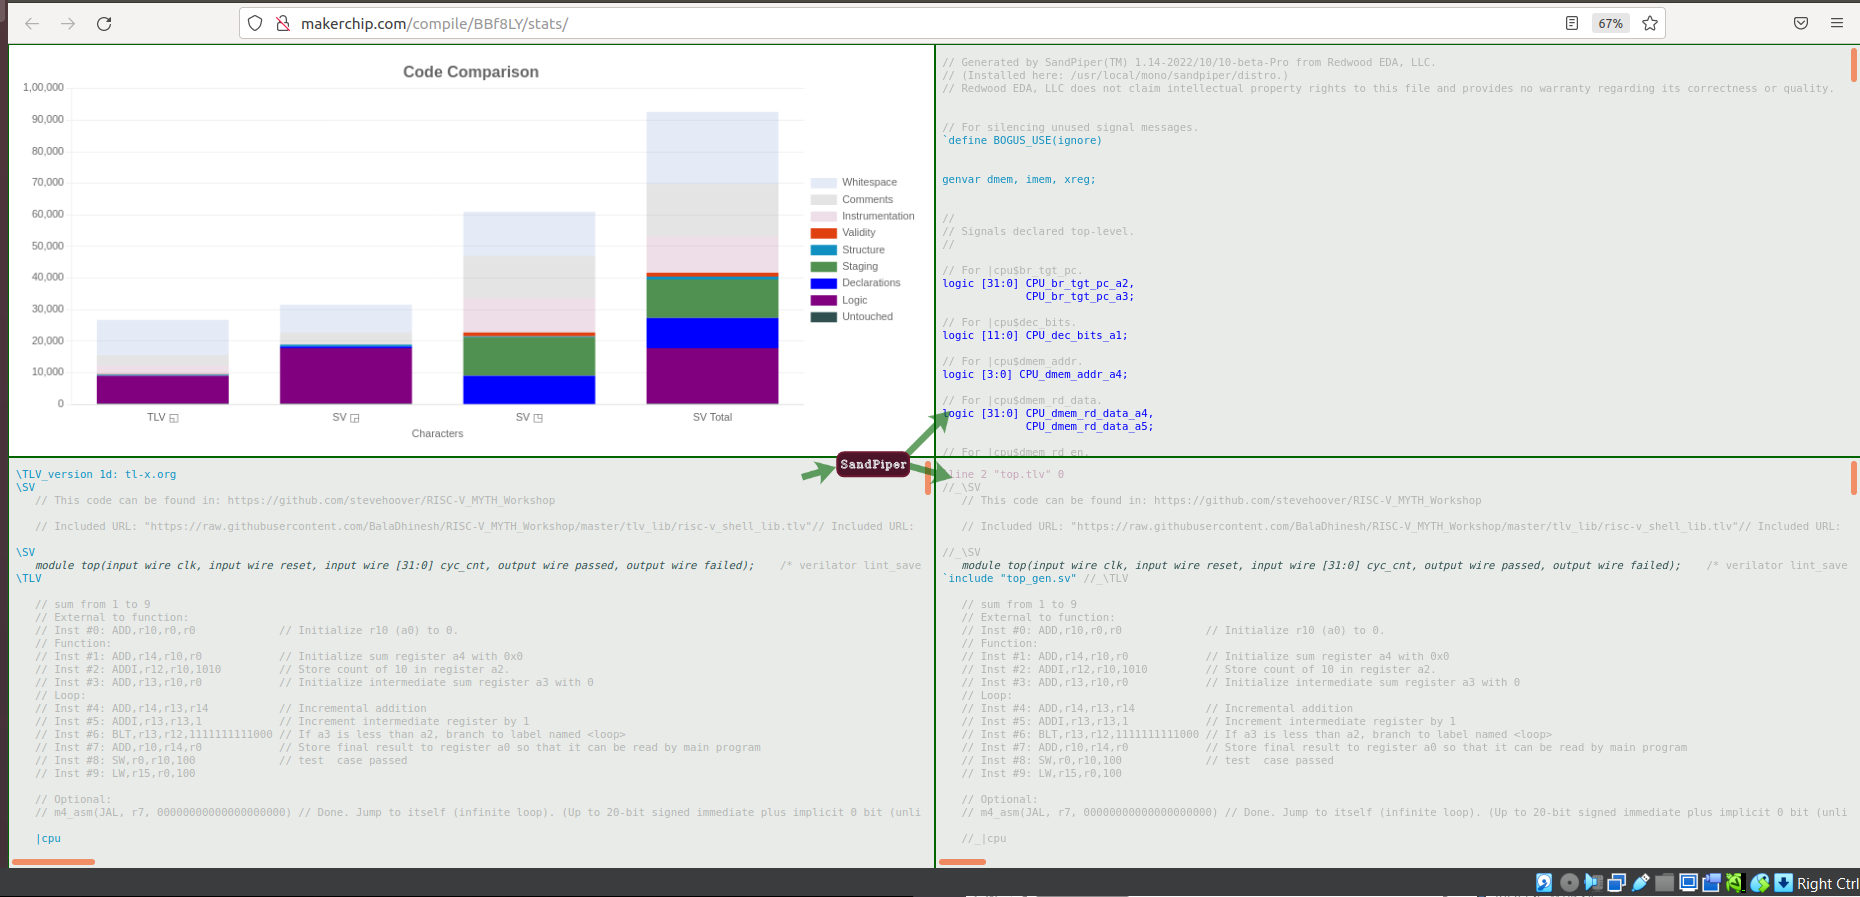 makerchip.com/compile/BBf8LY/stats/
67%
Code Comparison
1,00,000
90,000
80,000
70,000
60,000
50,000
40,000
30,000
20,000
10,000
0
TLV
SV
SV
SV Total
Characters
Whitespace
Comments
Instrumentation
Validity
Structure
Staging
Declarations
Logic
Untouched
// Generated by SandPiper(TM) 1.14-2022/10/10-beta-Pro from Redwood EDA, LLC.
// (Installed here: /usr/local/mono/sandpiper/distro.)
// Redwood EDA, LLC does not claim intellectual property rights to this file and provides no warranty regarding its correctness or quality.
// For silencing unused signal messages.
`define BOGUS_USE(ignore)
genvar dmem, imem, xreg;
//
// Signals declared top-level.
//
// For |cpu$br_tgt_pc.
logic [31:0] CPU_br_tgt_pc_a2,
CPU_br_tgt_pc_a3;
// For |cpu$dec_bits.
logic [11:0] CPU_dec_bits_a1;
// For |cpu$dmem_addr.
logic [3:0] CPU_dmem_addr_a4;
// For |cpu$dmem_rd_data.
logic [31:0] CPU_dmem_rd_data_a4,
CPU_dmem_rd_data_a5;
// For |cpu$dmem_rd_en.
SandPiper
\TLV_version 1d: tl-x.org
\SV
// This code can be found in: https://github.com/stevehoover/RISC-V_MYTH_Workshop
// Included URL: "https://raw.githubusercontent.com/BalaDhinesh/RISC-V_MYTH_Workshop/master/tlv_lib/risc-v_shell_lib.tlv"// Included URL:
\SV
module top(input wire clk, input wire reset, input wire [31:0] cyc_cnt, output wire passed, output wire failed);    /* verilator lint_save
\TLV
// sum from 1 to 9
// External to function:
// Inst #0: ADD,r10,r0,r0             // Initialize r10 (a0) to 0.
// Function:
// Inst #1: ADD,r14,r10,r0            // Initialize sum register a4 with 0x0
// Inst #2: ADDI,r12,r10,1010         // Store count of 10 in register a2.
// Inst #3: ADD,r13,r10,r0            // Initialize intermediate sum register a3 with 0
// Loop:
// Inst #4: ADD,r14,r13,r14           // Incremental addition
// Inst #5: ADDI,r13,r13,1            // Increment intermediate register by 1
// Inst #6: BLT,r13,r12,1111111111000 // If a3 is less than a2, branch to label named <loop>
// Inst #7: ADD,r10,r14,r0            // Store final result to register a0 so that it can be read by main program
// Inst #8: SW,r0,r10,100             // test  case passed
// Inst #9: LW,r15,r0,100
// Optional:
// m4_asm(JAL, r7, 00000000000000000000) // Done. Jump to itself (infinite loop). (Up to 20-bit signed immediate plus implicit 0 bit (unli
|cpu
line 2 "top.tlv" 0
//_\SV
// This code can be found in: https://github.com/stevehoover/RISC-V_MYTH_Workshop
// Included URL: "https://raw.githubusercontent.com/BalaDhinesh/RISC-V_MYTH_Workshop/master/tlv_lib/risc-v_shell_lib.tlv"// Included URL:
//_\SV
module top(input wire clk, input wire reset, input wire [31:0] cyc_cnt, output wire passed, output wire failed);    /* verilator lint_save
`include "top_gen.sv" //_\TLV
// sum from 1 to 9
// External to function:
// Inst #0: ADD,r10,r0,r0             // Initialize r10 (a0) to 0.
// Function:
// Inst #1: ADD,r14,r10,r0            // Initialize sum register a4 with 0x0
// Inst #2: ADDI,r12,r10,1010         // Store count of 10 in register a2.
// Inst #3: ADD,r13,r10,r0            // Initialize intermediate sum register a3 with 0
// Loop:
// Inst #4: ADD,r14,r13,r14           // Incremental addition
// Inst #5: ADDI,r13,r13,1            // Increment intermediate register by 1
// Inst #6: BLT,r13,r12,1111111111000 // If a3 is less than a2, branch to label named <loop>
// Inst #7: ADD,r10,r14,r0            // Store final result to register a0 so that it can be read by main program
// Inst #8: SW,r0,r10,100             // test  case passed
// Inst #9: LW,r15,r0,100
// Optional:
// m4_asm(JAL, r7, 00000000000000000000) // Done. Jump to itself (infinite loop). (Up to 20-bit signed immediate plus implicit 0 bit (unli
//_|cpu
Right Ctrl